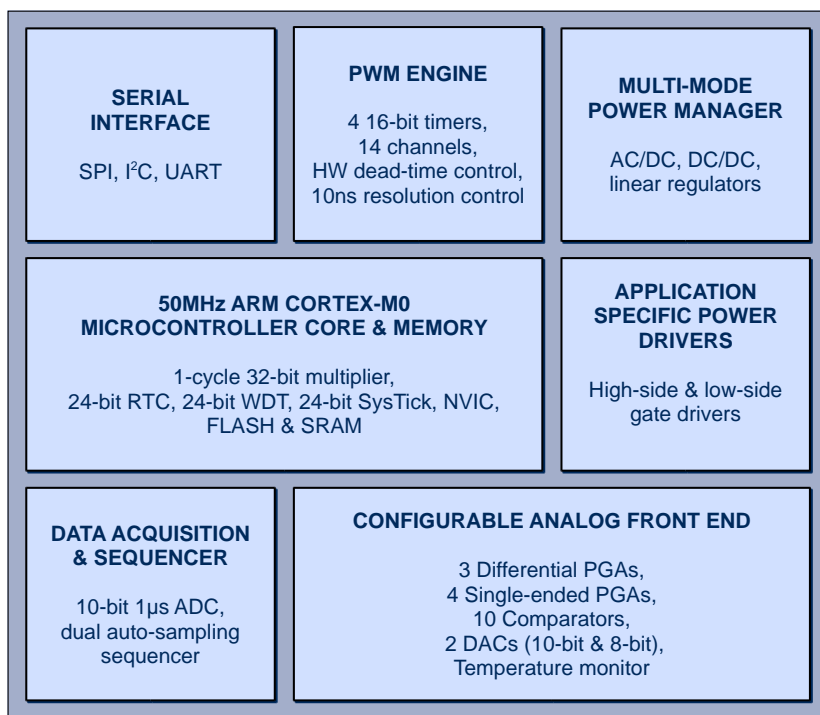 SERIAL
INTERFACE
SPI, I²C, UART
PWM ENGINE
4 16-bit timers,
14 channels,
HW dead-time control,
10ns resolution control
MULTI-MODE
POWER MANAGER
AC/DC, DC/DC,
linear regulators
50MHz ARM CORTEX-M0
MICROCONTROLLER CORE & MEMORY
1-cycle 32-bit multiplier,
24-bit RTC, 24-bit WDT, 24-bit SysTick, NVIC,
FLASH & SRAM
APPLICATION
SPECIFIC POWER
DRIVERS
High-side & low-side
gate drivers
DATA ACQUISITION
& SEQUENCER
10-bit 1µs ADC,
dual auto-sampling
sequencer
CONFIGURABLE ANALOG FRONT END
3 Differential PGAs,
4 Single-ended PGAs,
10 Comparators,
2 DACs (10-bit & 8-bit),
Temperature monitor